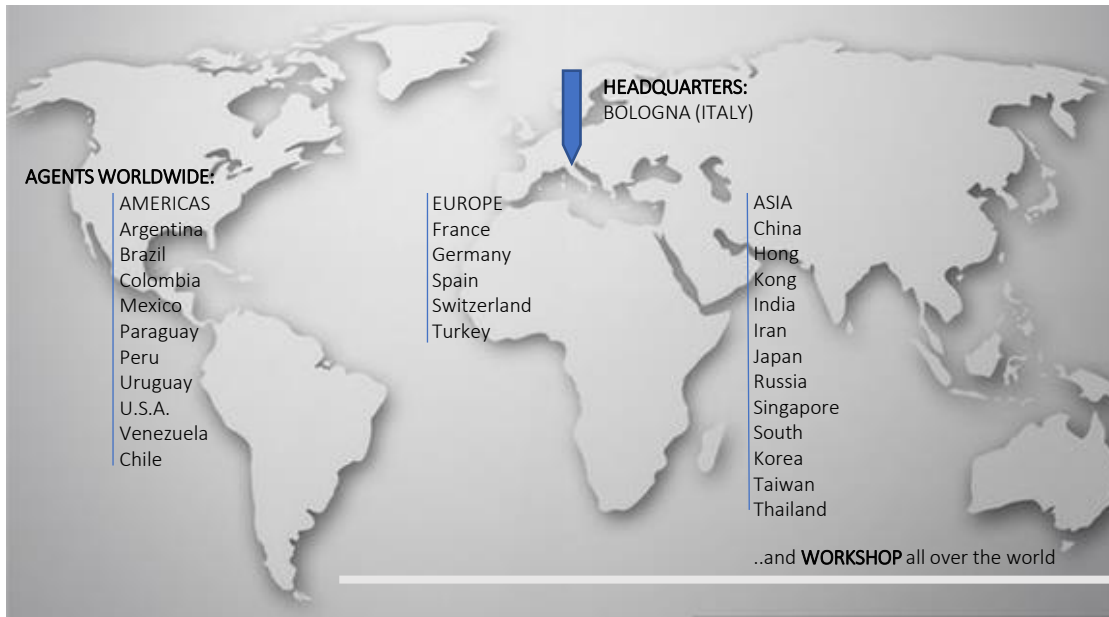 HEADQUARTERS:
BOLOGNA (ITALY)
AGENTS WORLDWIDE:
AMERICAS
Argentina
Brazil
Colombia
Mexico
Paraguay
Peru
Uruguay
U.S.A.
Venezuela
Chile
EUROPE
France
Germany
Spain
Switzerland
Turkey
ASIA
China
Hong
Kong
India
Iran
Japan
Russia
Singapore
South
Korea
Taiwan
Thailand
..and WORKSHOP all over the world